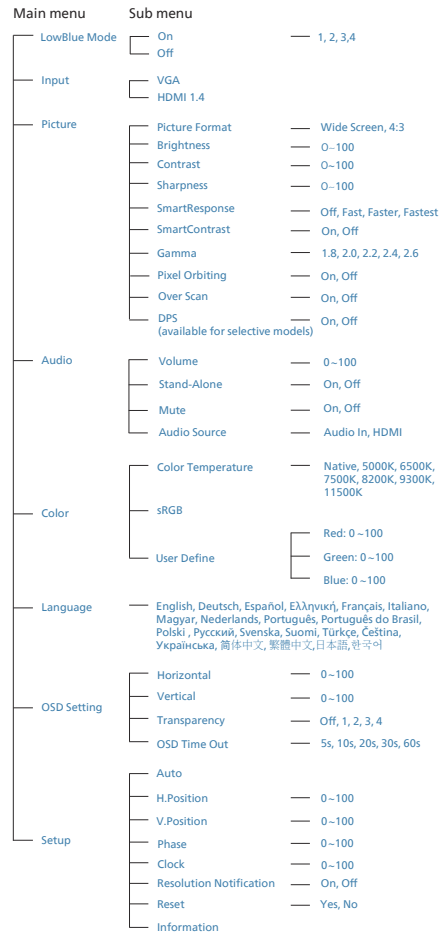 Main menu Sub menu
LowBlue Mode On 1, 2, 3,4
Off
Input VGA
HDMI 1.4
Picture Picture Format Wide Screen, 4:3
Brightness 0~100
Contrast 0~100
Sharpness 0~100
SmartResponse Off, Fast, Faster, Fastest
SmartContrast On, Off
Gamma 1.8, 2.0, 2.2, 2.4, 2.6
Pixel Orbiting On, Off
Over Scan On, Off
DPS On, Off
(available for selective models)
Audio Volume 0~100
Stand-Alone On, Off
Mute On, Off
Audio Source Audio In, HDMI
Color Color Temperature Native, 5000K, 6500K,
7500K, 8200K, 9300K,
11500K
sRGB
User Define Red: 0~100
Green: 0~100
Blue: 0~100
Language English, Deutsch, Español, Ελληνική, Français, Italiano,
Magyar, Nederlands, Português, Português do Brasil,
Polski , Русский, Svenska, Suomi, Türkçe, Čeština,
Українська, 简体中文, 繁體中文,日本語,한국어
OSD Setting Horizontal 0~100
Vertical 0~100
Transparency Off, 1, 2, 3, 4
OSD Time Out 5s, 10s, 20s, 30s, 60s
Setup Auto
H.Position 0~100
V.Position 0~100
Phase 0~100
Clock 0~100
Resolution Notification On, Off
Reset Yes, No
Information